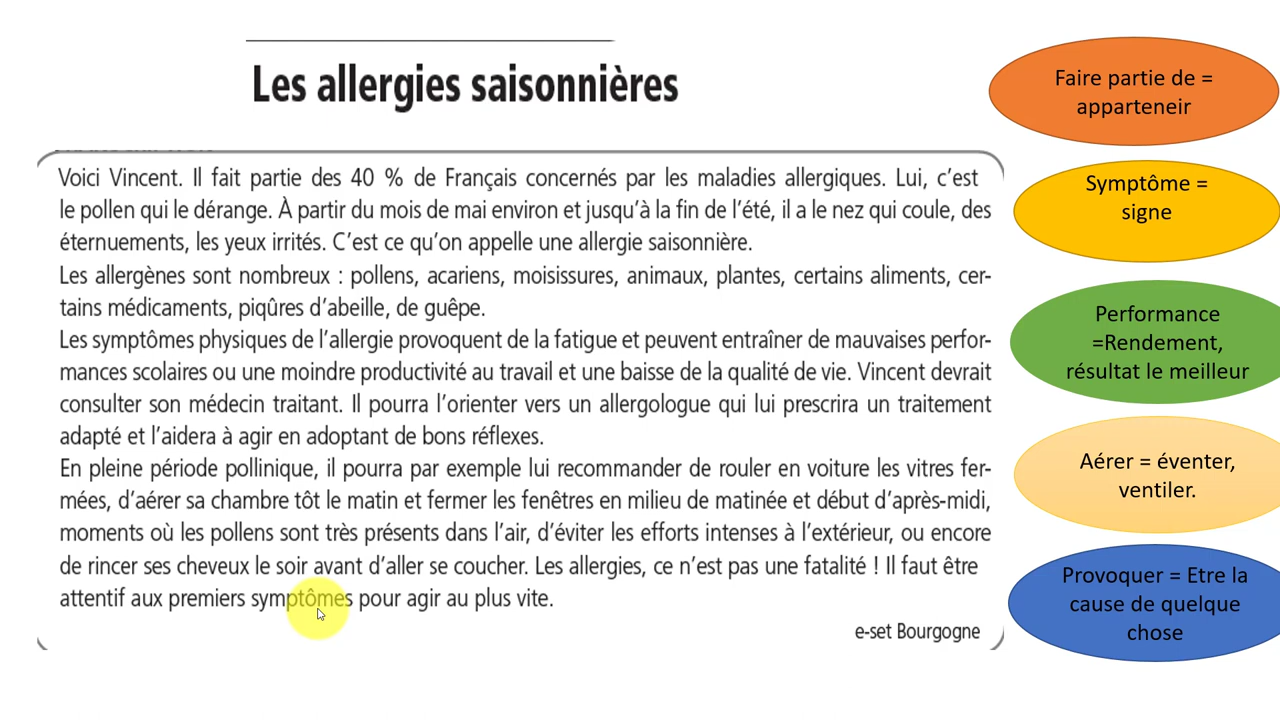 Les allergies saisonnières
Voici Vincent. Il fait partie des 40 % de Français concernés par les maladies allergiques. Lui, c'est
le pollen qui le dérange. À partir du mois de mai environ et jusqu'à la fin de l'été, il a le nez qui coule, des
éternuements, les yeux irrités. C'est ce qu'on appelle une allergie saisonnière.
Les allergènes sont nombreux : pollens, acariens, moisissures, animaux, plantes, certains aliments, cer-
tains médicaments, piqûres d'abeille, de guêpe.
Les symptômes physiques de l'allergie provoquent de la fatigue et peuvent entraîner de mauvaises perfor-
mances scolaires ou une moindre productivité au travail et une baisse de la qualité de vie. Vincent devrait
consulter son médecin traitant. Il pourra l'orienter vers un allergologue qui lui prescrira un traitement
adapté et l'aidera à agir en adoptant de bons réflexes.
En pleine période pollinique, il pourra par exemple lui recommander de rouler en voiture les vitres fer-
mées, d'aérer sa chambre tôt le matin et fermer les fenêtres en milieu de matinée et début d'après-midi,
moments où les pollens sont très présents dans l'air, d'éviter les efforts intenses à l'extérieur, ou encore
de rincer ses cheveux le soir avant d'aller se coucher. Les allergies, ce n'est pas une fatalité ! Il faut être
attentif aux premiers symptômes pour agir au plus vite.
e-set Bourgogne
Faire partie de =
apparteneir
Symptôme =
signe
Performance
=Rendement,
résultat le meilleur
Aérer = éventer,
ventiler.
Provoquer = Etre la
cause de quelque
chose